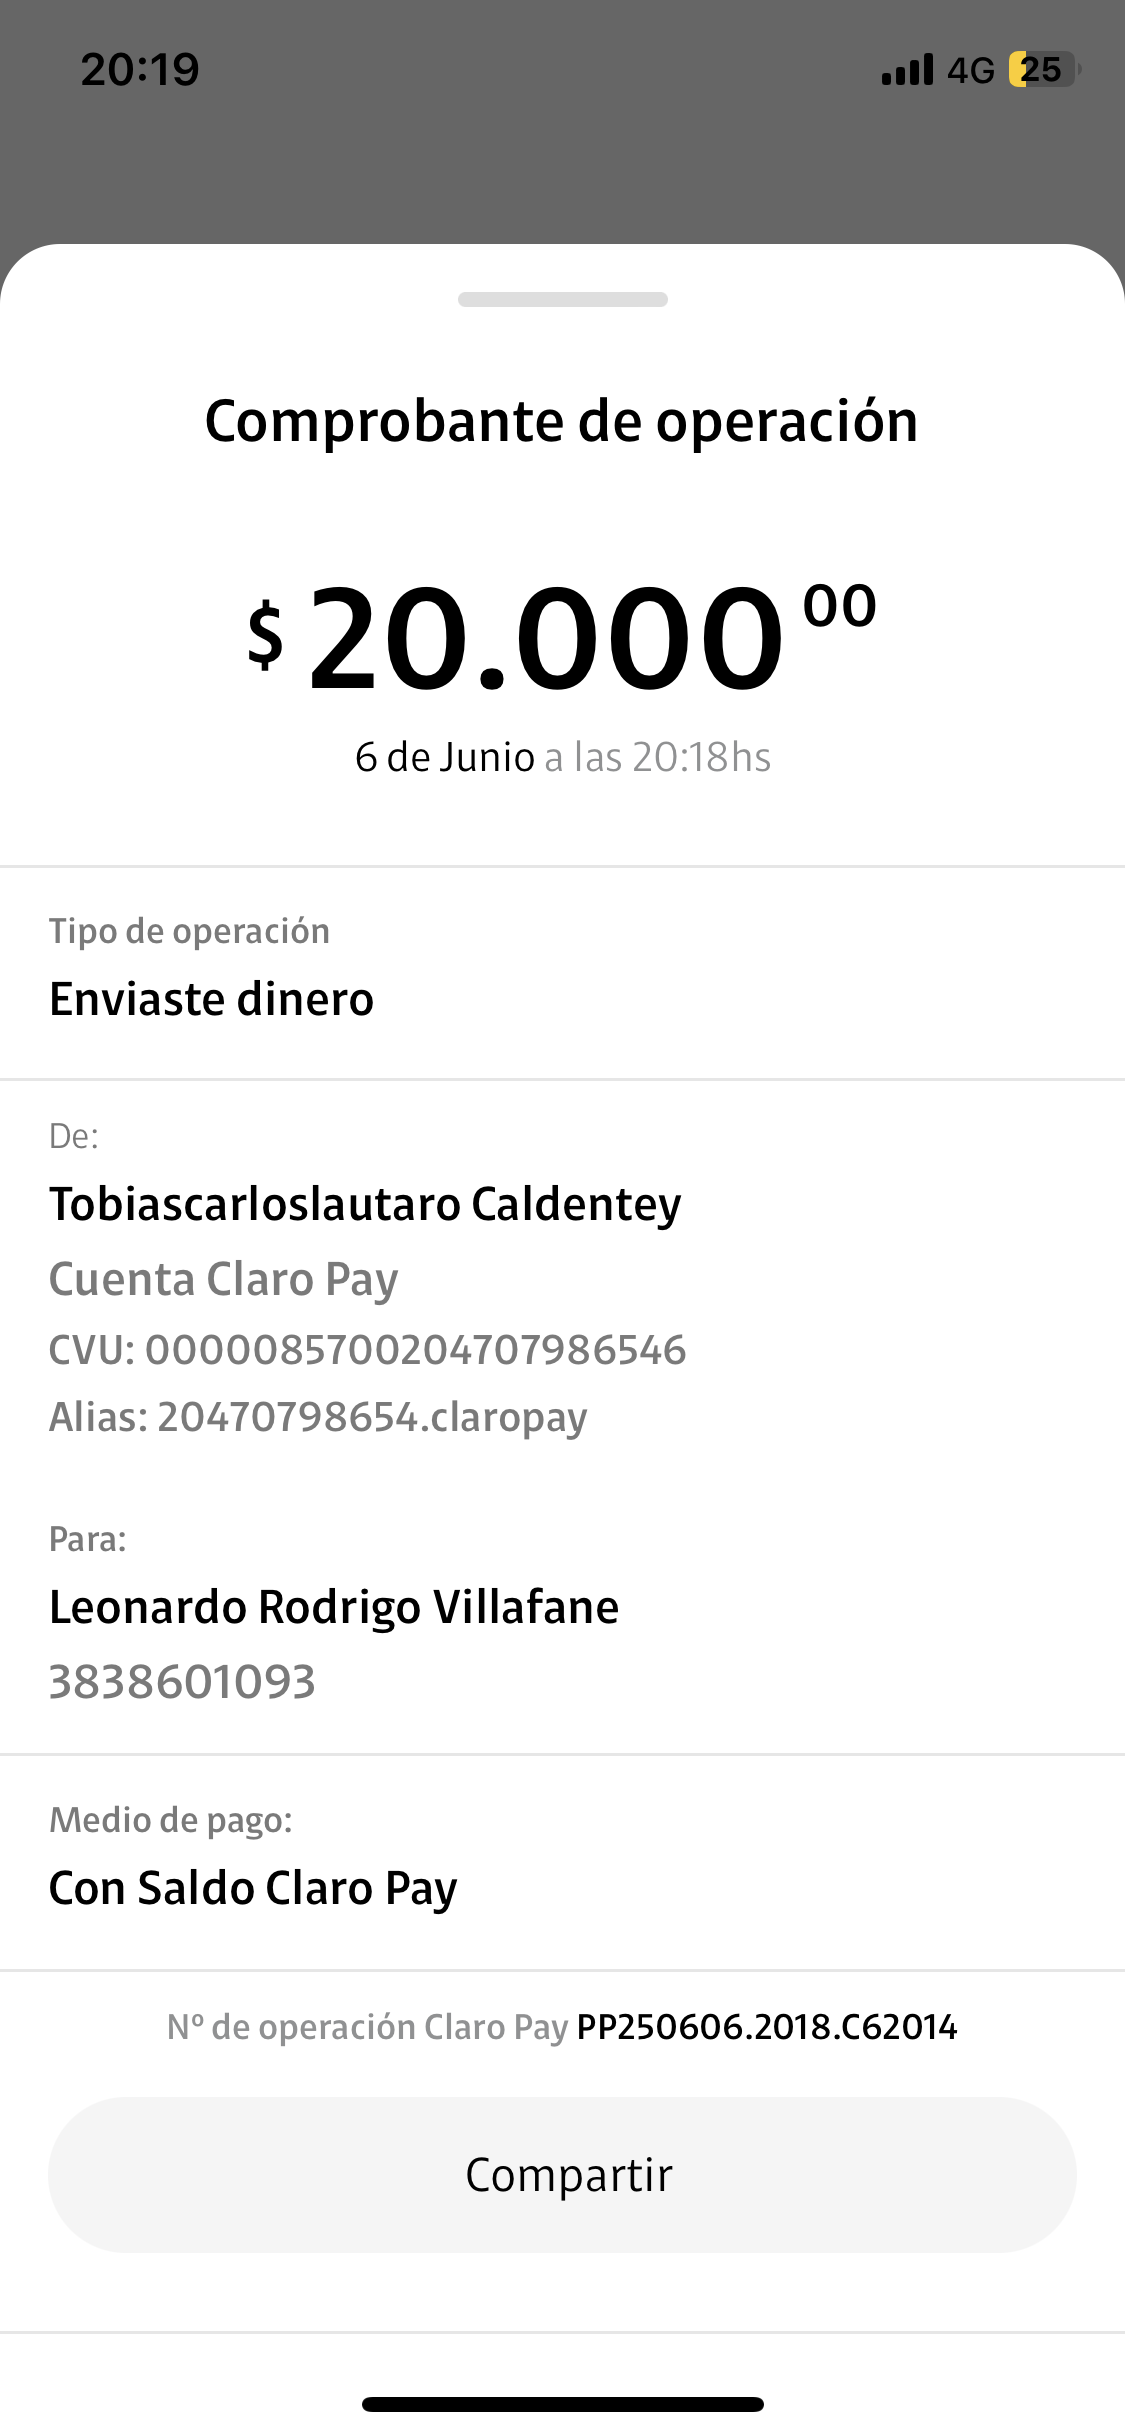 20:19
4G 25
Comprobante de operación
$ 20.000 00
6 de Junio a las 20:18hs
Tipo de operación
Enviaste dinero
De:
Tobiascarloslautaro Caldentey
Cuenta Claro Pay
CVU: 0000085700204707986546
Alias: 20470798654.claropay
Para:
Leonardo Rodrigo Villafane
3838601093
Medio de pago:
Con Saldo Claro Pay
Nº de operación Claro Pay PP250606.2018.C62014
Compartir